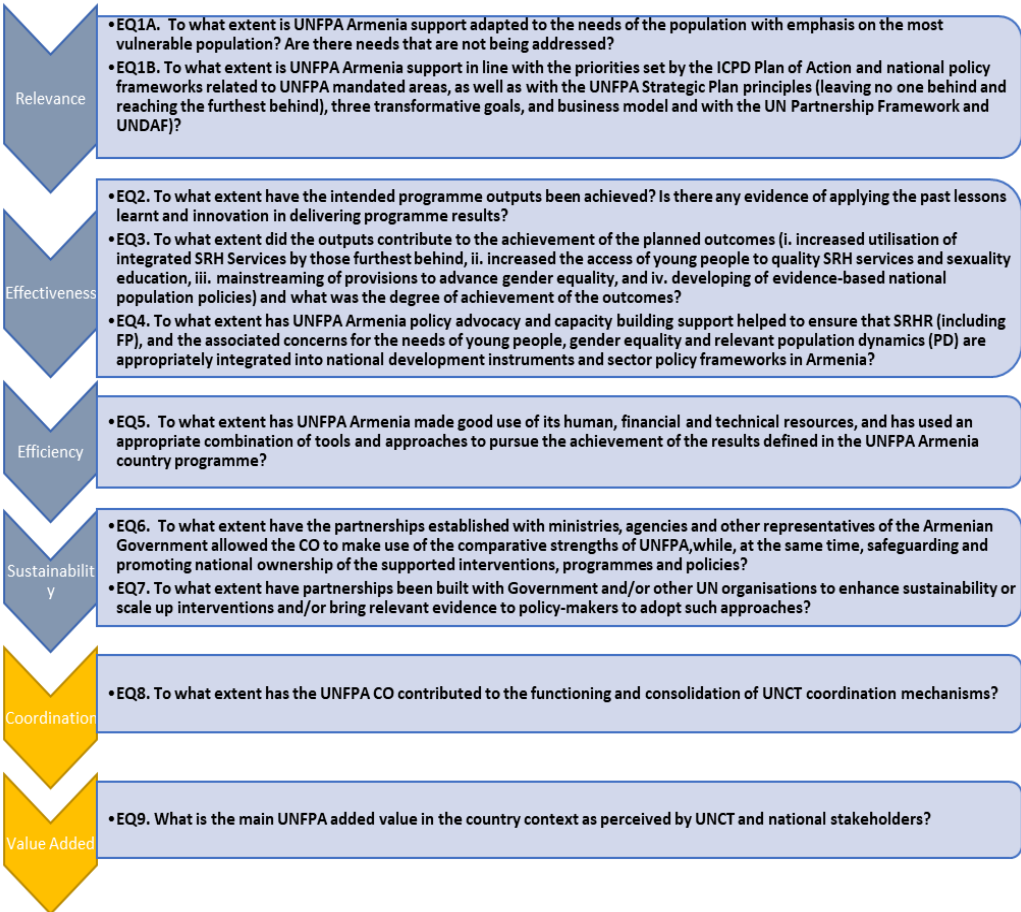 Relevance
•EQ1A.  To what extent is UNFPA Armenia support adapted to the needs of the population with emphasis on the most
vulnerable population? Are there needs that are not being addressed?
•EQ1B. To what extent is UNFPA Armenia support in line with the priorities set by the ICPD Plan of Action and national policy
frameworks related to UNFPA mandated areas, as well as with the UNFPA Strategic Plan principles (leaving no one behind and
reaching the furthest behind), three transformative goals, and business model and with the UN Partnership Framework and
UNDAF)?
Effectiveness
•EQ2. To what extent have the intended programme outputs been achieved? Is there any evidence of applying the past lessons
learnt and innovation in delivering programme results?
•EQ3. To what extent did the outputs contribute to the achievement of the planned outcomes (i. increased utilisation of
integrated SRH Services by those furthest behind, ii. increased the access of young people to quality SRH services and sexuality
education, iii. mainstreaming of provisions to advance gender equality, and iv. developing of evidence-based national
population policies) and what was the degree of achievement of the outcomes?
•EQ4. To what extent has UNFPA Armenia policy advocacy and capacity building support helped to ensure that SRHR (including
FP), and the associated concerns for the needs of young people, gender equality and relevant population dynamics (PD) are
appropriately integrated into national development instruments and sector policy frameworks in Armenia?
Efficiency
•EQ5.  To what extent has UNFPA Armenia made good use of its human, financial and technical resources, and has used an
appropriate combination of tools and approaches to pursue the achievement of the results defined in the UNFPA Armenia
country programme?
Sustainabilit
y
•EQ6.  To what extent have the partnerships established with ministries, agencies and other representatives of the Armenian
Government allowed the CO to make use of the comparative strengths of UNFPA,while, at the same time, safeguarding and
promoting national ownership of the supported interventions, programmes and policies?
•EQ7. To what extent have partnerships been built with Government and/or other UN organisations to enhance sustainability or
scale up interventions and/or bring relevant evidence to policy-makers to adopt such approaches?
Coordination
•EQ8. To what extent has the UNFPA CO contributed to the functioning and consolidation of UNCT coordination mechanisms?
Value Added
•EQ9. What is the main UNFPA added value in the country context as perceived by UNCT and national stakeholders?